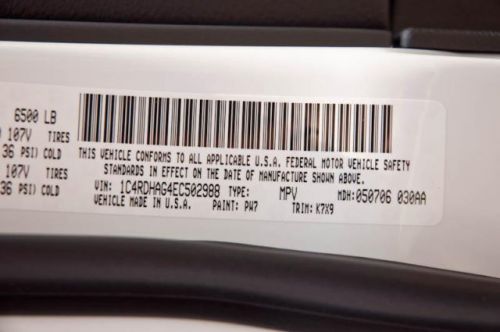 6500 LB
107V TIRES
36 PSI) COLD
107V TIRES
36 PSI) COLD
THIS VEHICLE CONFORMS TO ALL APPLICABLE U.S.A. FEDERAL MOTOR VEHICLE SAFETY
STANDARDS IN EFFECT ON THE DATE OF MANUFACTURE SHOWN ABOVE.
VIN: 1C4RDHAG4EC502988 TYPE: MPV MDH: 050706 030AA
VEHICLE MADE IN U.S.A. PAINT: PW7 TRIM: K7X9